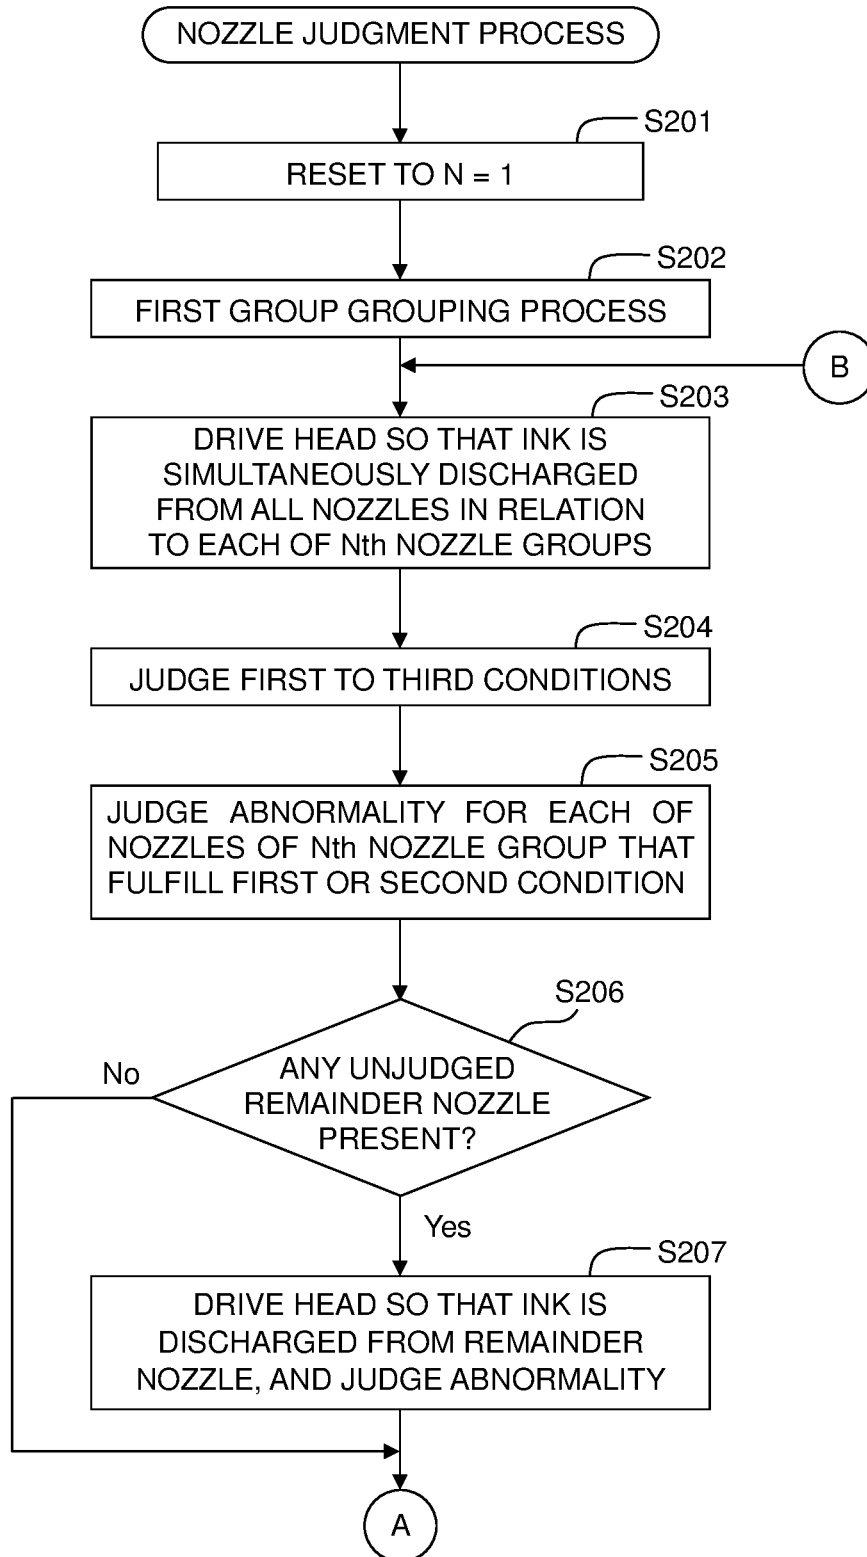 NOZZLE JUDGMENT PROCESS
S201
RESET TO N = 1
S202
FIRST GROUP GROUPING PROCESS
B
S203
DRIVE HEAD SO THAT INK IS
SIMULTANEOUSLY DISCHARGED
FROM ALL NOZZLES IN RELATION
TO EACH OF Nth NOZZLE GROUPS
S204
JUDGE FIRST TO THIRD CONDITIONS
S205
JUDGE ABNORMALITY FOR EACH OF
NOZZLES OF Nth NOZZLE GROUP THAT
FULFILL FIRST OR SECOND CONDITION
S206
ANY UNJUDGED
REMAINDER NOZZLE
PRESENT?
No
Yes
S207
DRIVE HEAD SO THAT INK IS
DISCHARGED FROM REMAINDER
NOZZLE, AND JUDGE ABNORMALITY
A